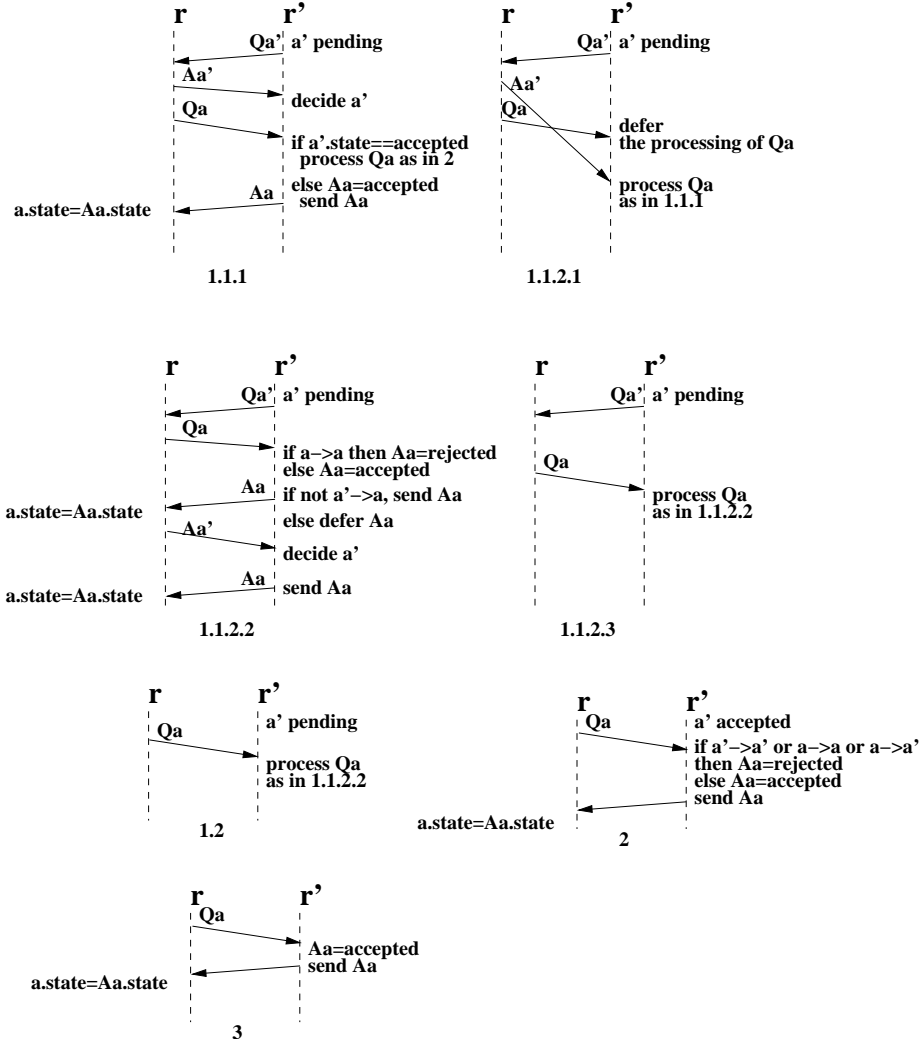 r r’
Qa’ a’ pending
Aa’
decide a’
Qa
if a’.state==accepted
process Qa as in 2
else Aa=accepted
Aa send Aa
a.state=Aa.state
1.1.1
r r’
Qa’ a’ pending
Aa’
Qa
defer
the processing of Qa
process Qa
as in 1.1.1
1.1.2.1
r r’
Qa’ a’ pending
Qa
if a−>a then Aa=rejected
else Aa=accepted
Aa if not a’−>a, send Aa
a.state=Aa.state
else defer Aa
Aa’
decide a’
Aa send Aa
a.state=Aa.state
1.1.2.2
r r’
Qa’ a’ pending
Qa
process Qa
as in 1.1.2.2
1.1.2.3
r r’
a’ pending
Qa
process Qa
as in 1.1.2.2
1.2
r r’
Qa a’ accepted
if a’−>a’ or a−>a or a−>a’
then Aa=rejected
else Aa=accepted
send Aa
a.state=Aa.state
2
r r’
Qa
Aa=accepted
send Aa
a.state=Aa.state
3